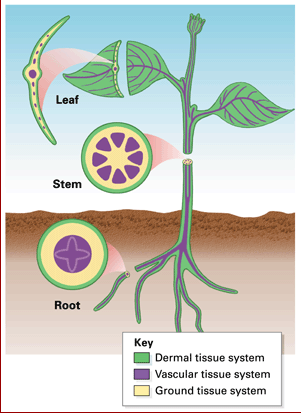 Leaf
Stem
Root
Key
Dermal tissue system
Vascular tissue system
Ground tissue system